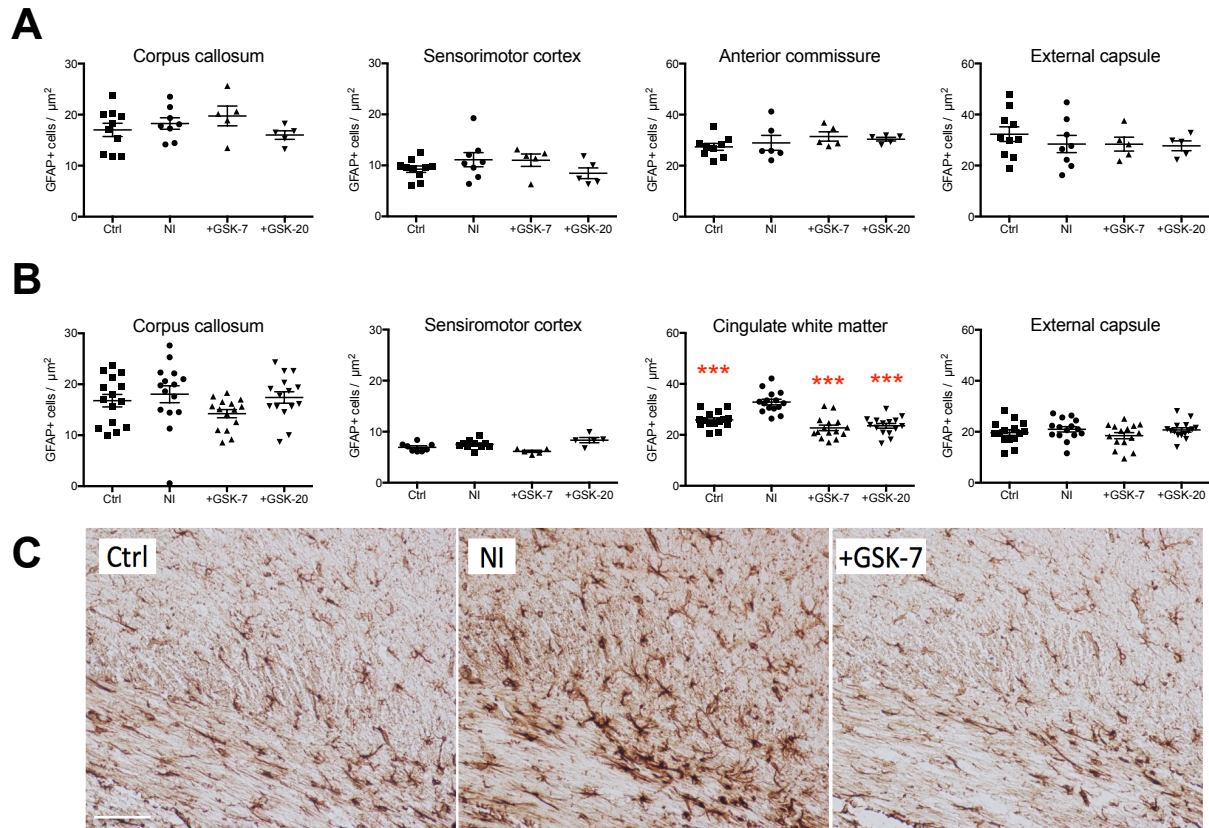 A
Corpus callosum
GFAP+ cells / µm²
30
20
10
0
Ctrl NI +GSK-7 +GSK-20
Sensorimotor cortex
GFAP+ cells / µm²
30
20
10
0
Ctrl NI +GSK-7 +GSK-20
Anterior commissure
GFAP+ cells / µm²
60
40
20
0
Ctrl NI +GSK-7 +GSK-20
External capsule
GFAP+ cells / µm²
60
40
20
0
Ctrl NI +GSK-7 +GSK-20
B
Corpus callosum
GFAP+ cells / µm²
30
20
10
0
Ctrl NI +GSK-7 +GSK-20
Sensiromotor cortex
GFAP+ cells / µm²
30
20
10
0
Ctrl NI +GSK-7 +GSK-20
Cingulate white matter
GFAP+ cells / µm²
60
40
20
0
*** *** ***
Ctrl NI +GSK-7 +GSK-20
External capsule
GFAP+ cells / µm²
60
40
20
0
Ctrl NI +GSK-7 +GSK-20
C
Ctrl
NI
+GSK-7